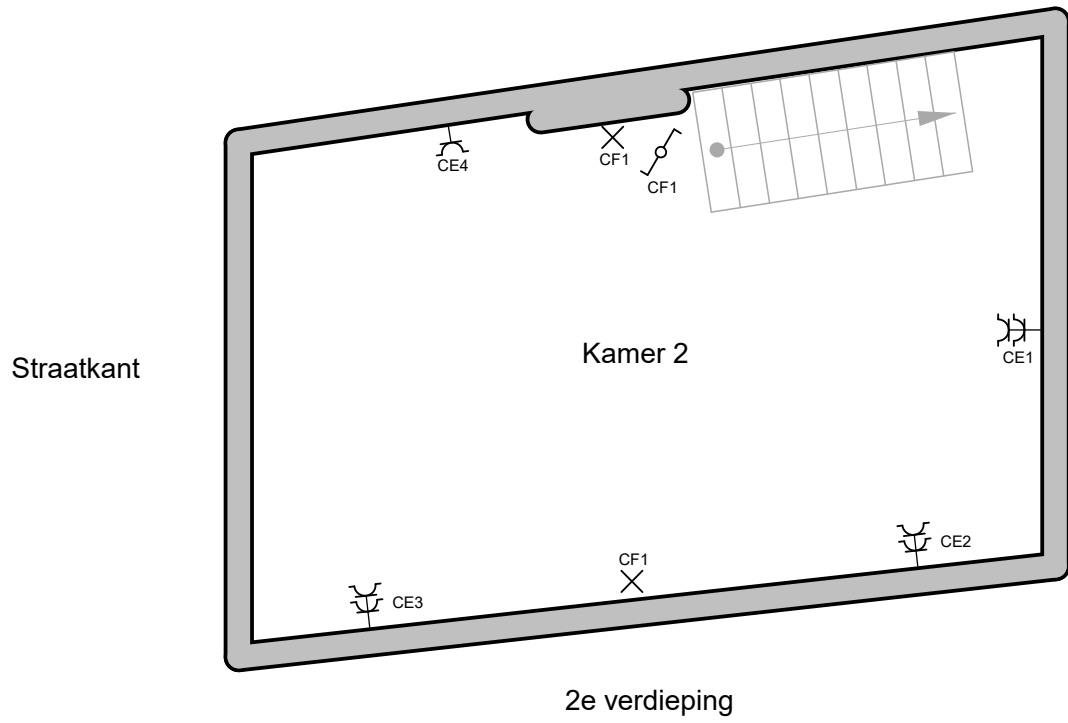 CE4
CF1
CF1
Kamer 2
CE1
Straatkant
CE2
CF1
CE3
2e verdieping